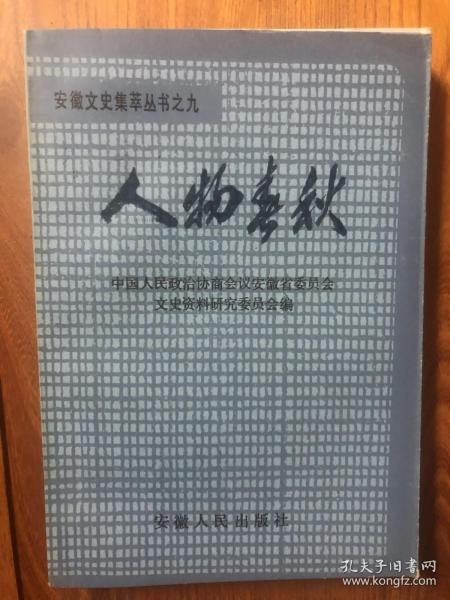 安徽文史集萃丛书之九
人物春秋
中国人民政治协商会议安徽省委员会
文史资料研究委员会编
安徽人民出版社
孔夫子旧书网
www.kongfz.com